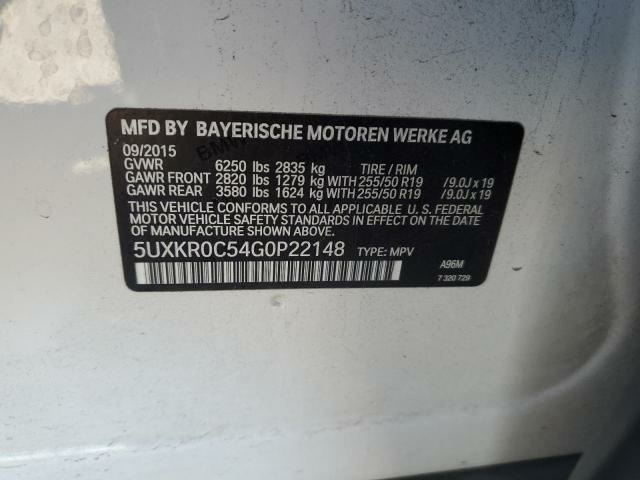 MFD BY BAYERISCHE MOTOREN WERKE AG
09/2015
GVWR 6250 lbs 2835 kg TIRE / RIM
GAWR FRONT 2820 lbs 1279 kg WITH 255/50 R19 /9.0J x 19
GAWR REAR 3580 lbs 1624 kg WITH 255/50 R19 /9.0J x 19
THIS VEHICLE CONFORMS TO ALL APPLICABLE U. S. FEDERAL
MOTOR VEHICLE SAFETY STANDARDS IN EFFECT ON THE DATE
OF MANUFACTURE SHOWN ABOVE.
5UXKR0C54G0P22148 TYPE: MPV
A96M
7 320 729